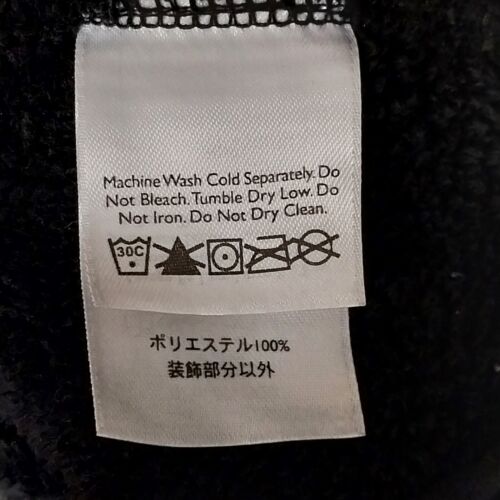 Machine Wash Cold Separately. Do
Not Bleach. Tumble Dry Low. Do
Not Iron. Do Not Dry Clean.
30C
ポリエステル100%
装飾部分以外